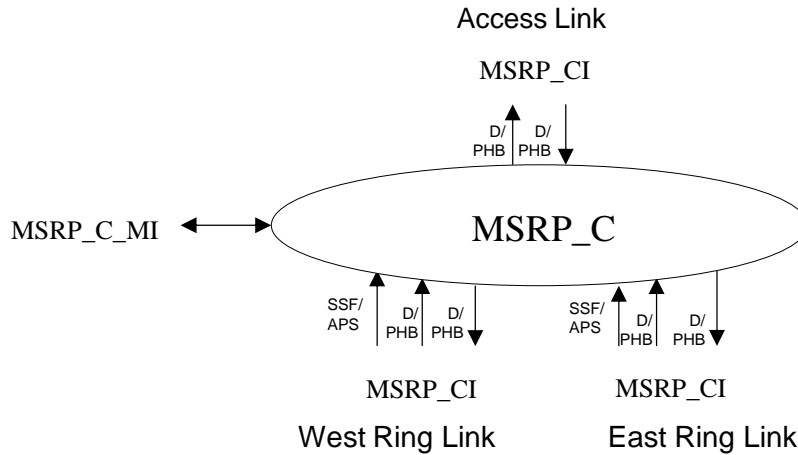 Access Link
MSRP_CI
D/
PHB
D/
PHB
MSRP_C_MI
MSRP_C
SSF/
APS
D/
PHB
D/
PHB
SSF/
APS
D/
PHB
D/
PHB
MSRP_CI
MSRP_CI
West Ring Link
East Ring Link